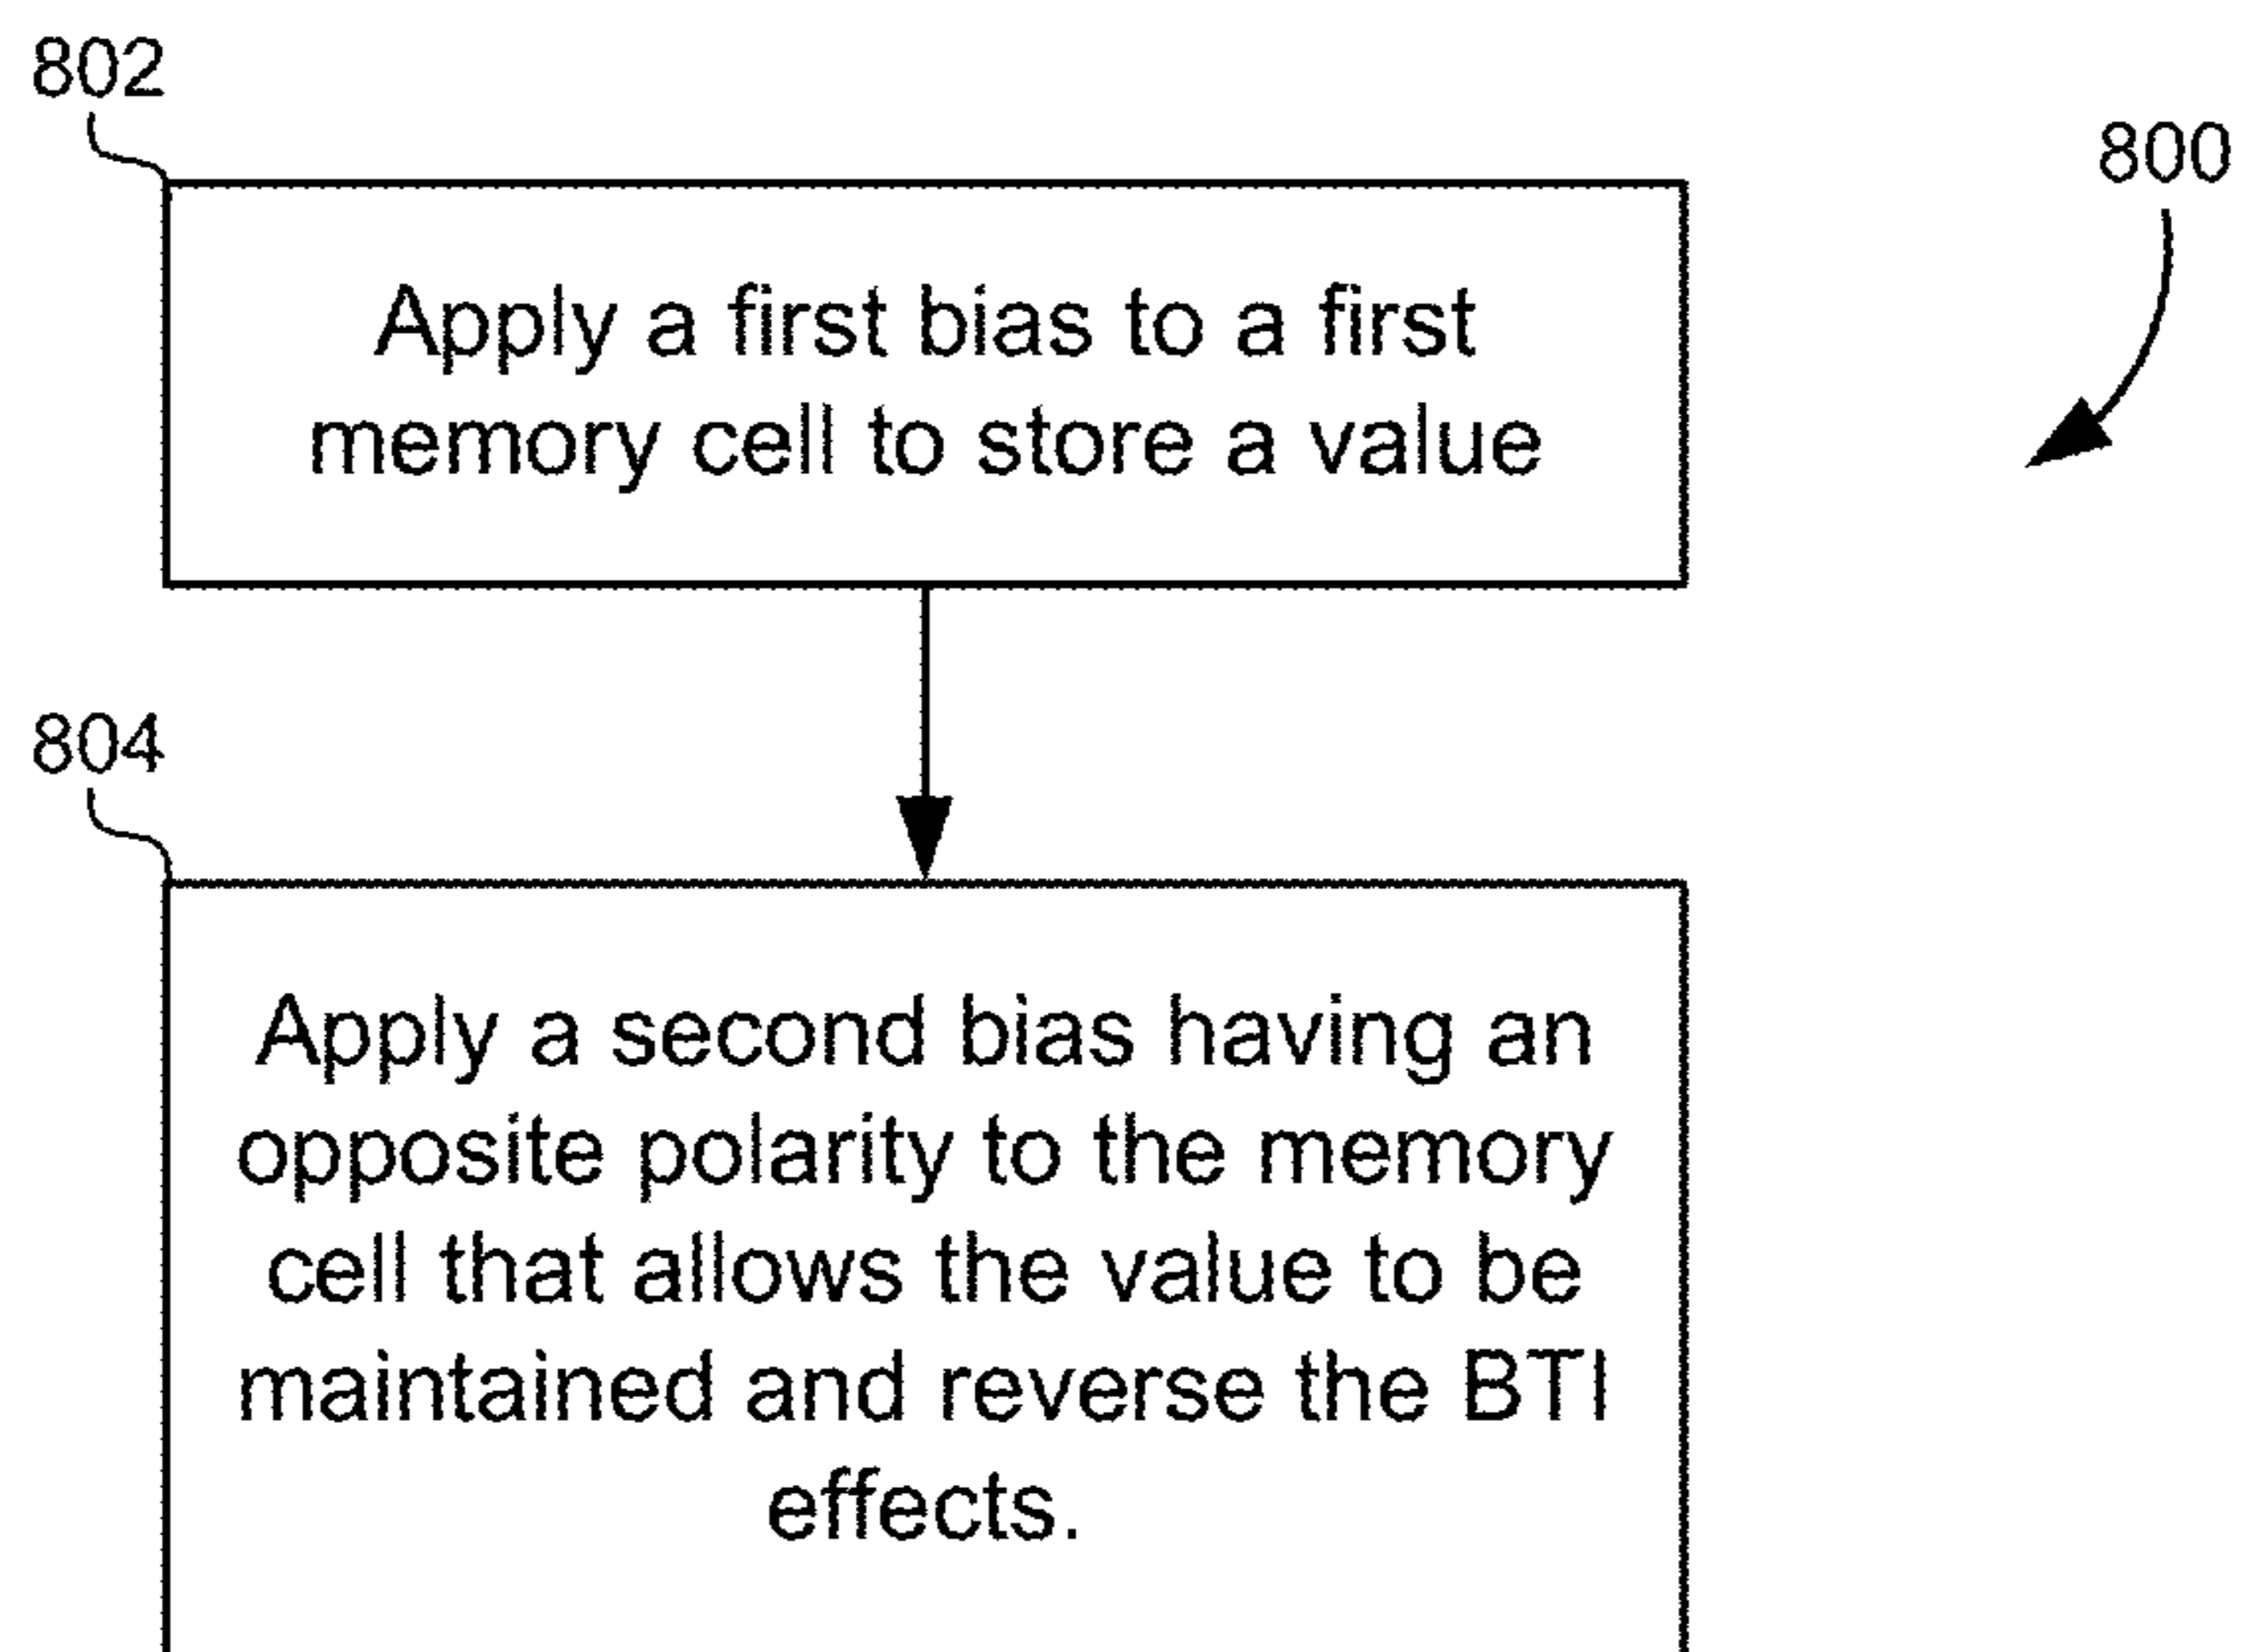 802
800
Apply a first bias to a first
memory cell to store a value
804
Apply a second bias having an
opposite polarity to the memory
cell that allows the value to be
maintained and reverse the BTI
effects.